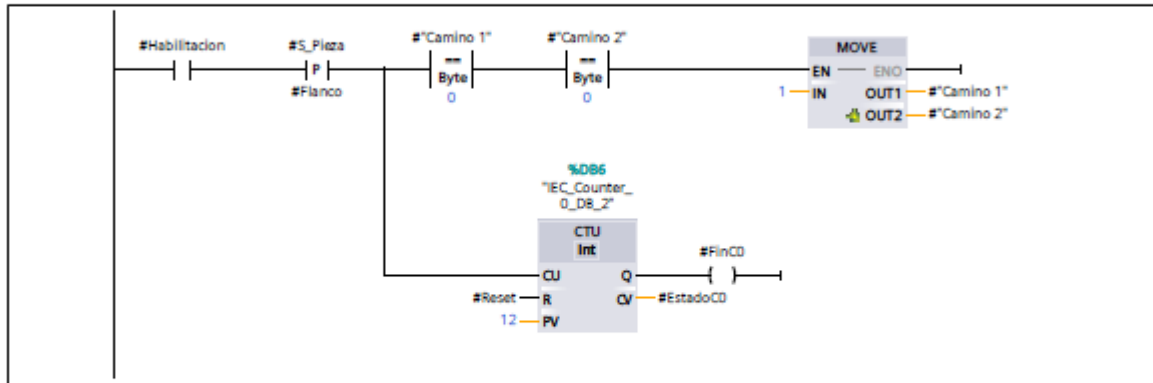 #Habilitacion
#S_Pieza
P
#Flanco
#"Camino 1"
==
Byte
0
#"Camino 2"
==
Byte
0
MOVE
EN ENO
1 IN OUT1 #"Camino 1"
OUT2 #"Camino 2"
%DB6
"IEC_Counter_
0_DB_2"
CTU
Int
#FinC0
CU Q
#Reset R CV #EstadoC0
12 PV